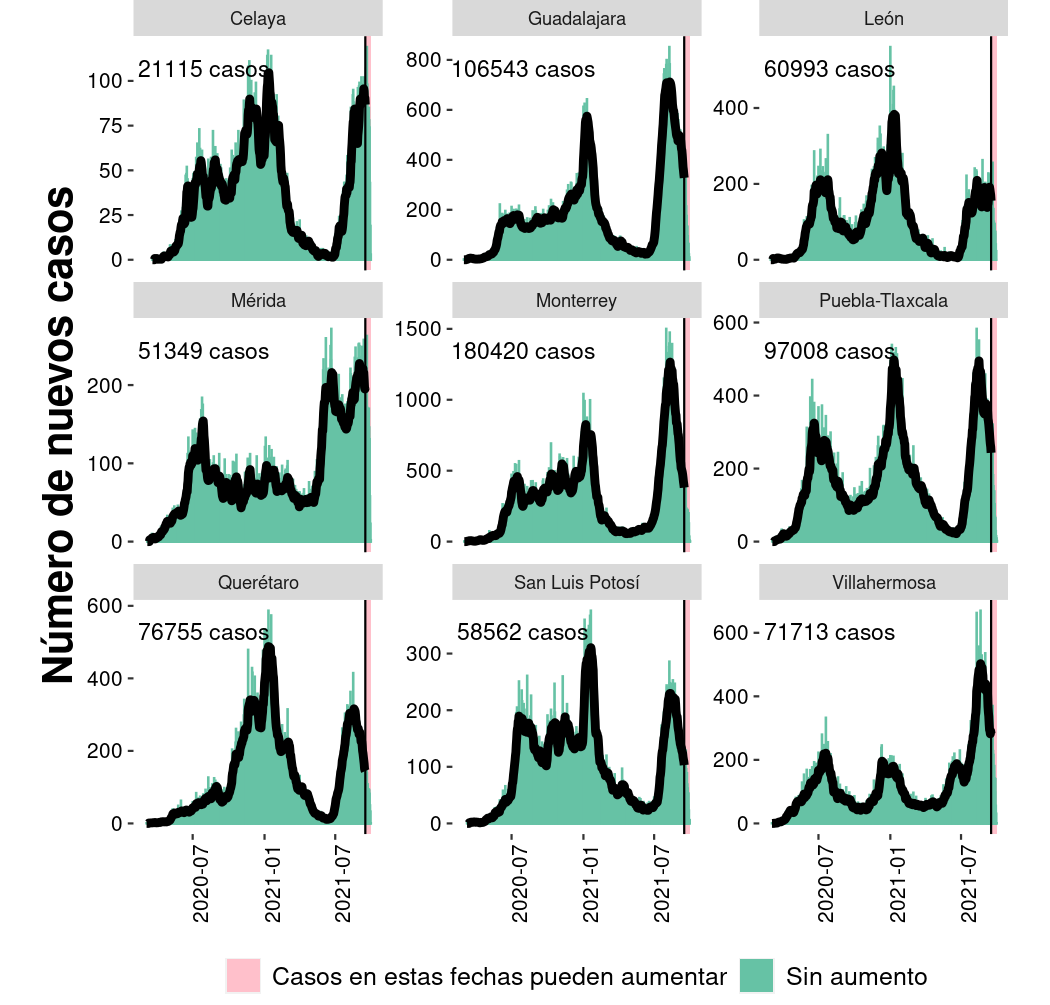 Número de nuevos casos
Celaya
Guadalajara
León
21115 casos
106543 casos
60993 casos
100
75
50
25
0
800
600
400
200
0
400
200
0
Mérida
Monterrey
Puebla-Tlaxcala
51349 casos
180420 casos
97008 casos
200
100
0
1500
1000
500
0
600
400
200
0
Querétaro
San Luis Potosí
Villahermosa
76755 casos
58562 casos
71713 casos
600
400
200
0
300
200
100
0
600
400
200
0
2020-07
2021-01
2021-07
2020-07
2021-01
2021-07
2020-07
2021-01
2021-07
Casos en estas fechas pueden aumentar
Sin aumento